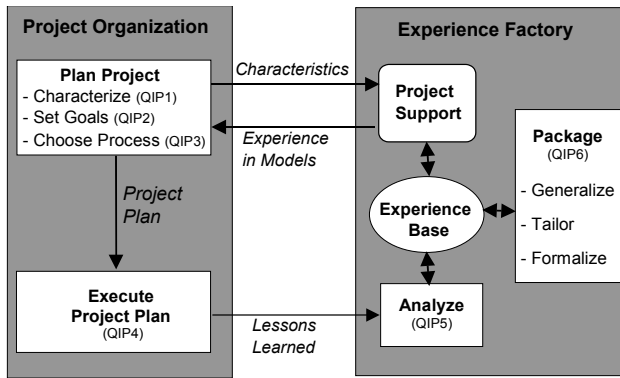 Project Organization
Plan Project
- Characterize (QIP1)
- Set Goals (QIP2)
- Choose Process (QIP3)
Project
Plan
Execute
Project Plan
(QIP4)
Characteristics
Experience
in Models
Lessons
Learned
Experience Factory
Project
Support
Experience
Base
Analyze
(QIP5)
Package
(QIP6)
- Generalize
- Tailor
- Formalize